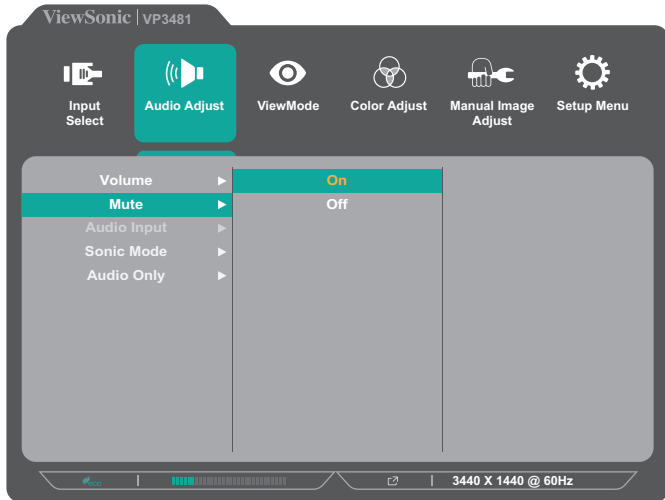 ViewSonic | VP3481
Input
Select
Audio Adjust
ViewMode
Color Adjust
Manual Image
Adjust
Setup Menu
Volume
On
Mute
Off
Audio Input
Sonic Mode
Audio Only
eco
3440 X 1440 @ 60Hz